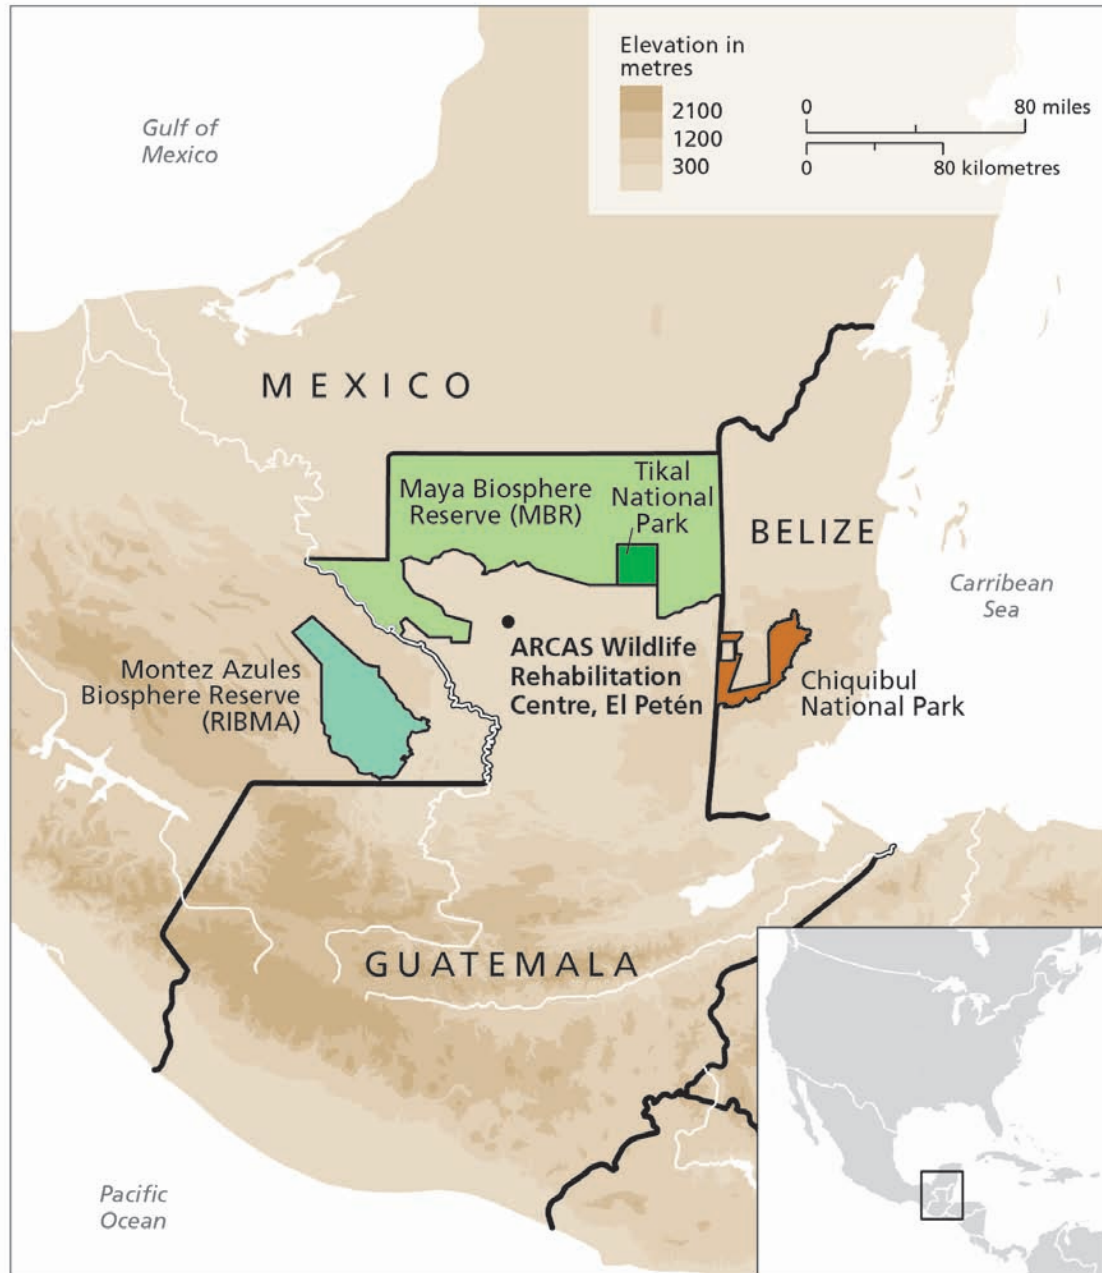 Elevation in
metres
2100
1200
300
0 80 miles
0 80 kilometres
Gulf of
Mexico
MEXICO
Maya Biosphere
Reserve (MBR)
Tikal
National
Park
BELIZE
Carribean
Sea
ARCAS Wildlife
Rehabilitation
Centre, El Petén
Montez Azules
Biosphere Reserve
(RIBMA)
Chiquibul
National Park
GUATEMALA
Pacific
Ocean